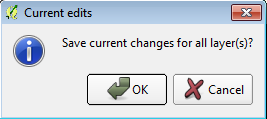 Current edits
Save current changes for all layer(s)?
OK
Cancel